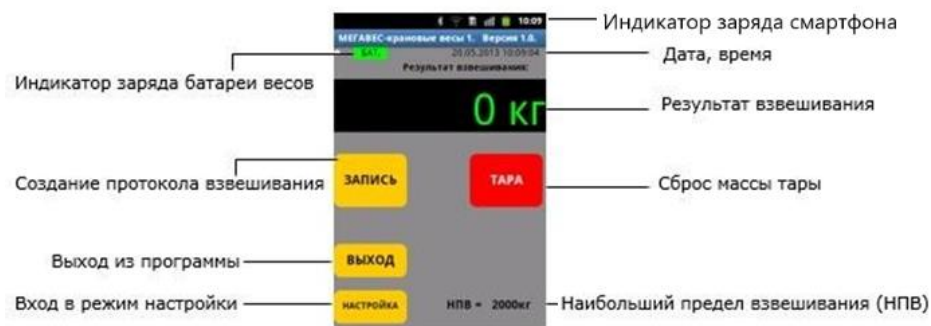 10:09
Индикатор заряда смартфона
МЕГАВЕС-крановые весы 1. Версия 1.0.
БАТ.
20.05.2013 10:09:04
Дата, время
Результат взвешивания:
Индикатор заряда батареи весов
0 кг
Результат взвешивания
ЗАПИСЬ
ТАРА
Создание протокола взвешивания
Сброс массы тары
ВЫХОД
Выход из программы
Вход в режим настройки
НАСТРОЙКА
НПВ = 2000кг
Наибольший предел взвешивания (НПВ)